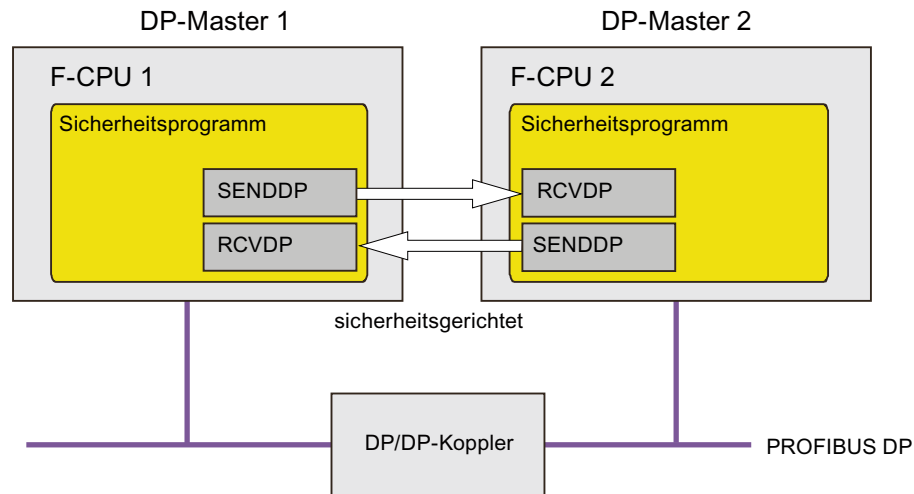 DP-Master 1
DP-Master 2
F-CPU 1
F-CPU 2
Sicherheitsprogramm
Sicherheitsprogramm
SENDDP
RCVDP
RCVDP
SENDDP
sicherheitsgerichtet
DP/DP-Koppler
PROFIBUS DP